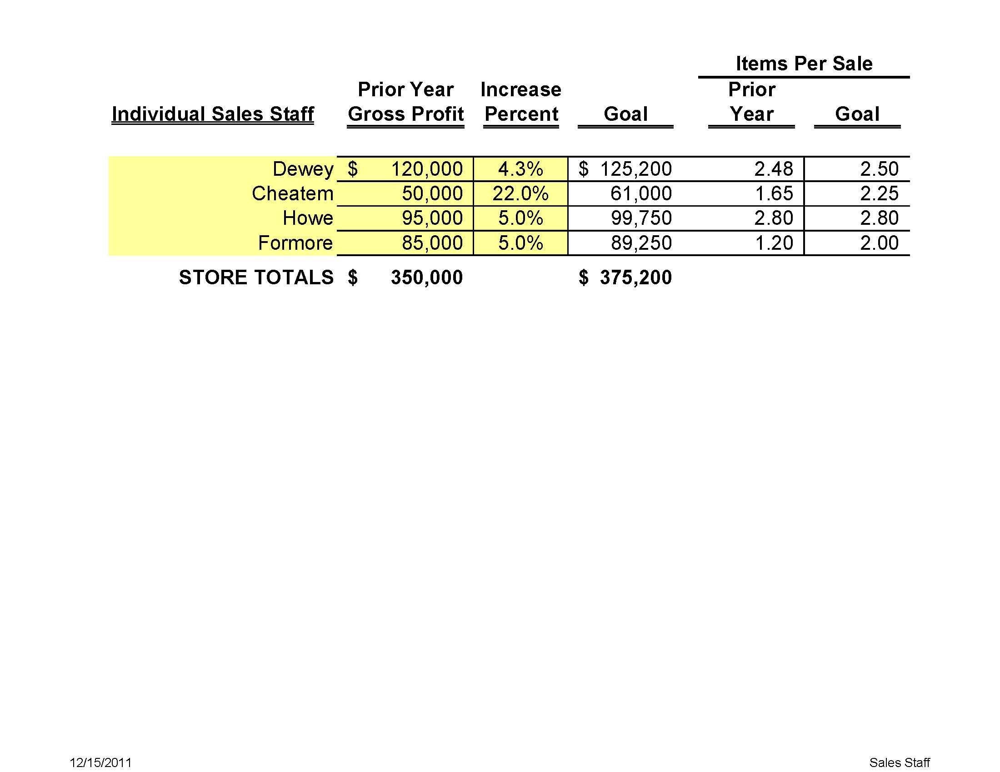 Items Per Sale
Prior Year Increase Prior
Individual Sales Staff Gross Profit Percent Goal Year Goal
Dewey $ 120,000 4.3% $ 125,200 2.48 2.50
Cheatem 50,000 22.0% 61,000 1.65 2.25
Howe 95,000 5.0% 99,750 2.80 2.80
Formore 85,000 5.0% 89,250 1.20 2.00
STORE TOTALS $ 350,000 $ 375,200
12/15/2011 Sales Staff